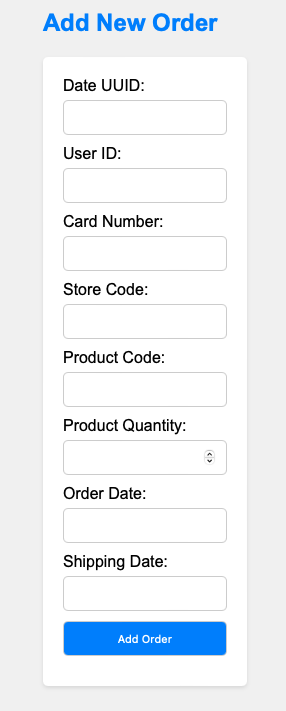 Add New Order
Date UUID:
User ID:
Card Number:
Store Code:
Product Code:
Product Quantity:
Order Date:
Shipping Date:
Add Order